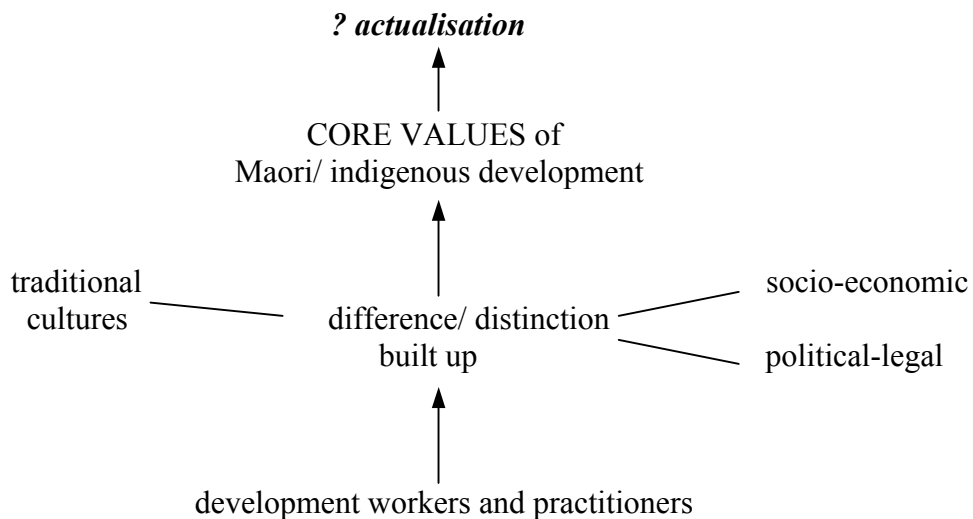 ? actualisation
CORE VALUES of
Maori/ indigenous development
traditional
cultures
difference/ distinction
built up
socio-economic
political-legal
development workers and practitioners